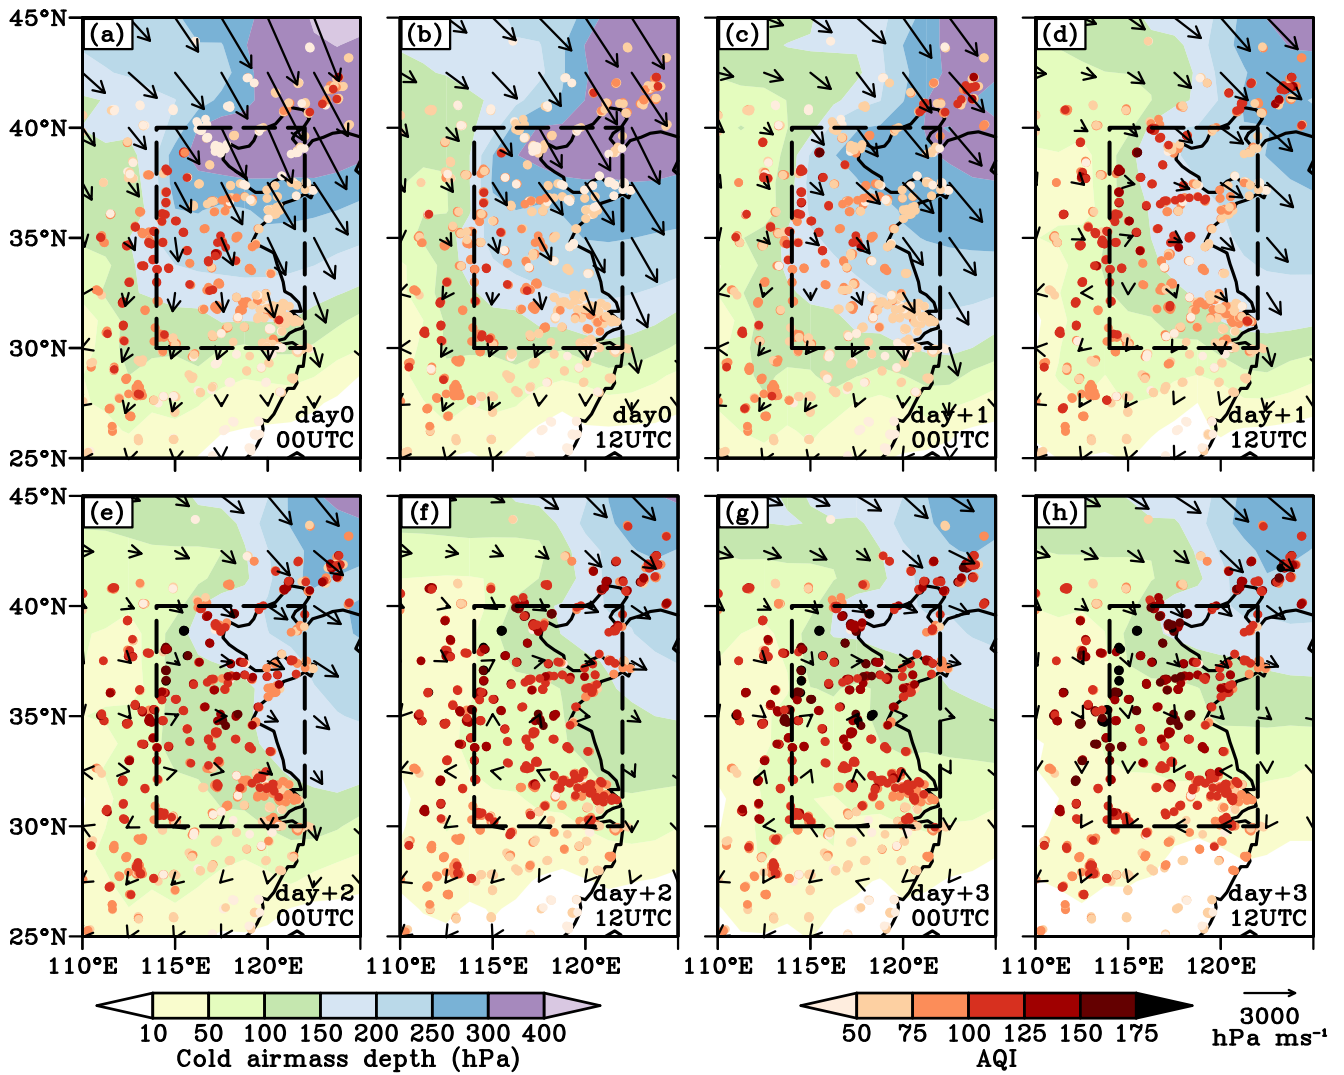 45°N
(a)
(b)
(c)
(d)
40°N
35°N
30°N
25°N
day0
00UTC
day0
12UTC
day+1
00UTC
day+1
12UTC
45°N
(e)
(f)
(g)
(h)
40°N
35°N
30°N
25°N
day+2
00UTC
day+2
12UTC
day+3
00UTC
day+3
12UTC
110°E 115°E 120°E 110°E 115°E 120°E 110°E 115°E 120°E 110°E 115°E 120°E
10 50 100 150 200 250 300 400
Cold airmass depth (hPa)
50 75 100 125 150 175
AQI
3000
hPa ms⁻¹